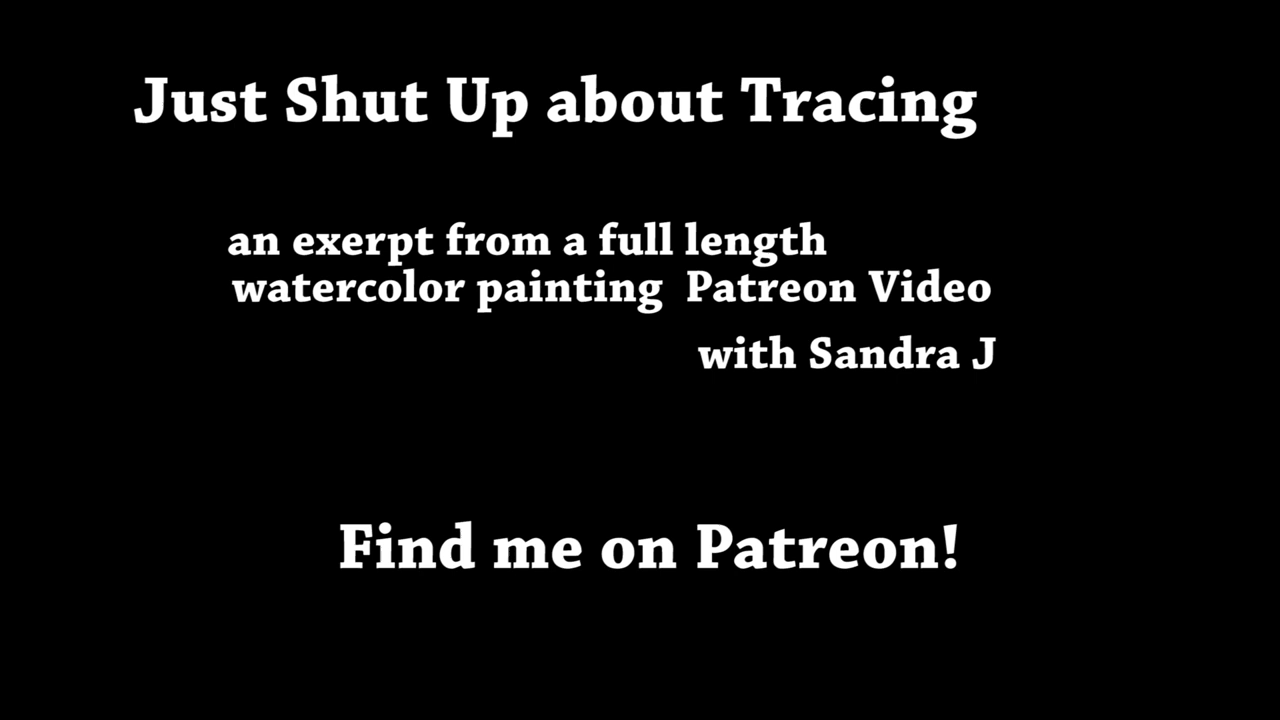 Just Shut Up about Tracing
an exerpt from a full length
watercolor painting Patreon Video
with Sandra J
Find me on Patreon!